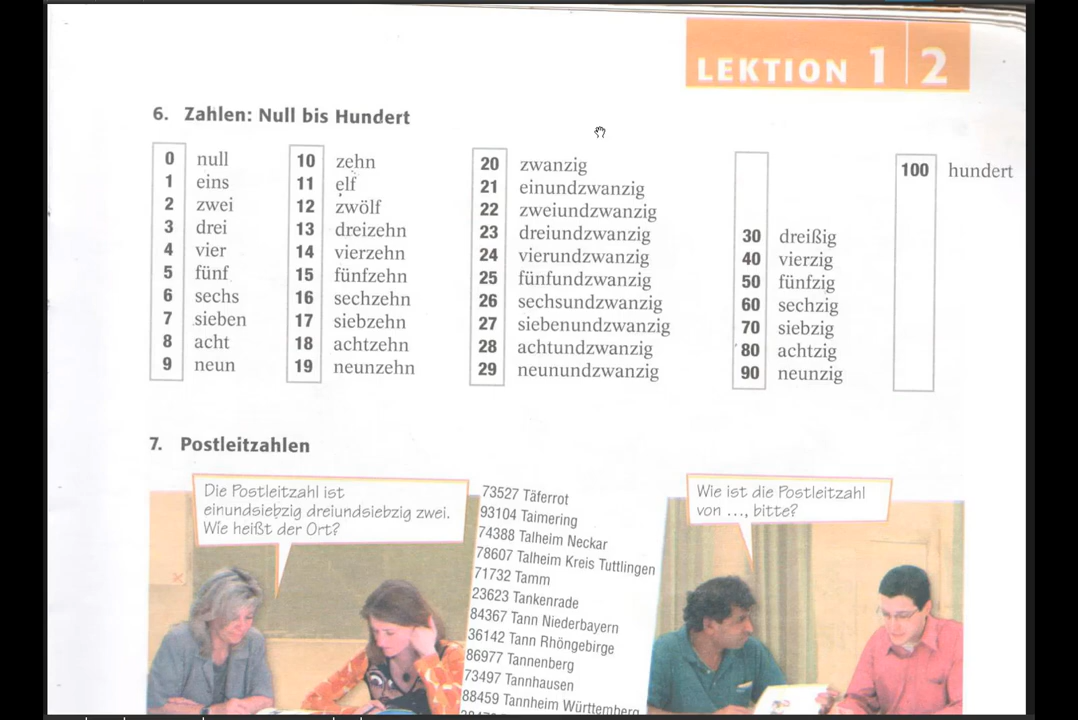 LEKTION 1 2
6. Zahlen: Null bis Hundert
0 null
1 eins
2 zwei
3 drei
4 vier
5 fünf
6 sechs
7 sieben
8 acht
9 neun
10 zehn
11 elf
12 zwölf
13 dreizehn
14 vierzehn
15 fünfzehn
16 sechzehn
17 siebzehn
18 achtzehn
19 neunzehn
20 zwanzig
21 einundzwanzig
22 zweiundzwanzig
23 dreiundzwanzig
24 vierundzwanzig
25 fünfundzwanzig
26 sechsundzwanzig
27 siebenundzwanzig
28 achtundzwanzig
29 neunundzwanzig
30 dreißig
40 vierzig
50 fünfzig
60 sechzig
70 siebzig
80 achtzig
90 neunzig
100 hundert
7. Postleitzahlen
Die Postleitzahl ist
einundsiebzig dreiundsiebzig zwei.
Wie heißt der Ort?
73527 Täferrot
93104 Taimering
74388 Talheim Neckar
78607 Talheim Kreis Tuttlingen
71732 Tamm
23623 Tankenrade
84367 Tann Niederbayern
36142 Tann Rhöngebirge
86977 Tannenberg
73497 Tannhausen
88459 Tannheim Württemberg
Wie ist die Postleitzahl
von ..., bitte?